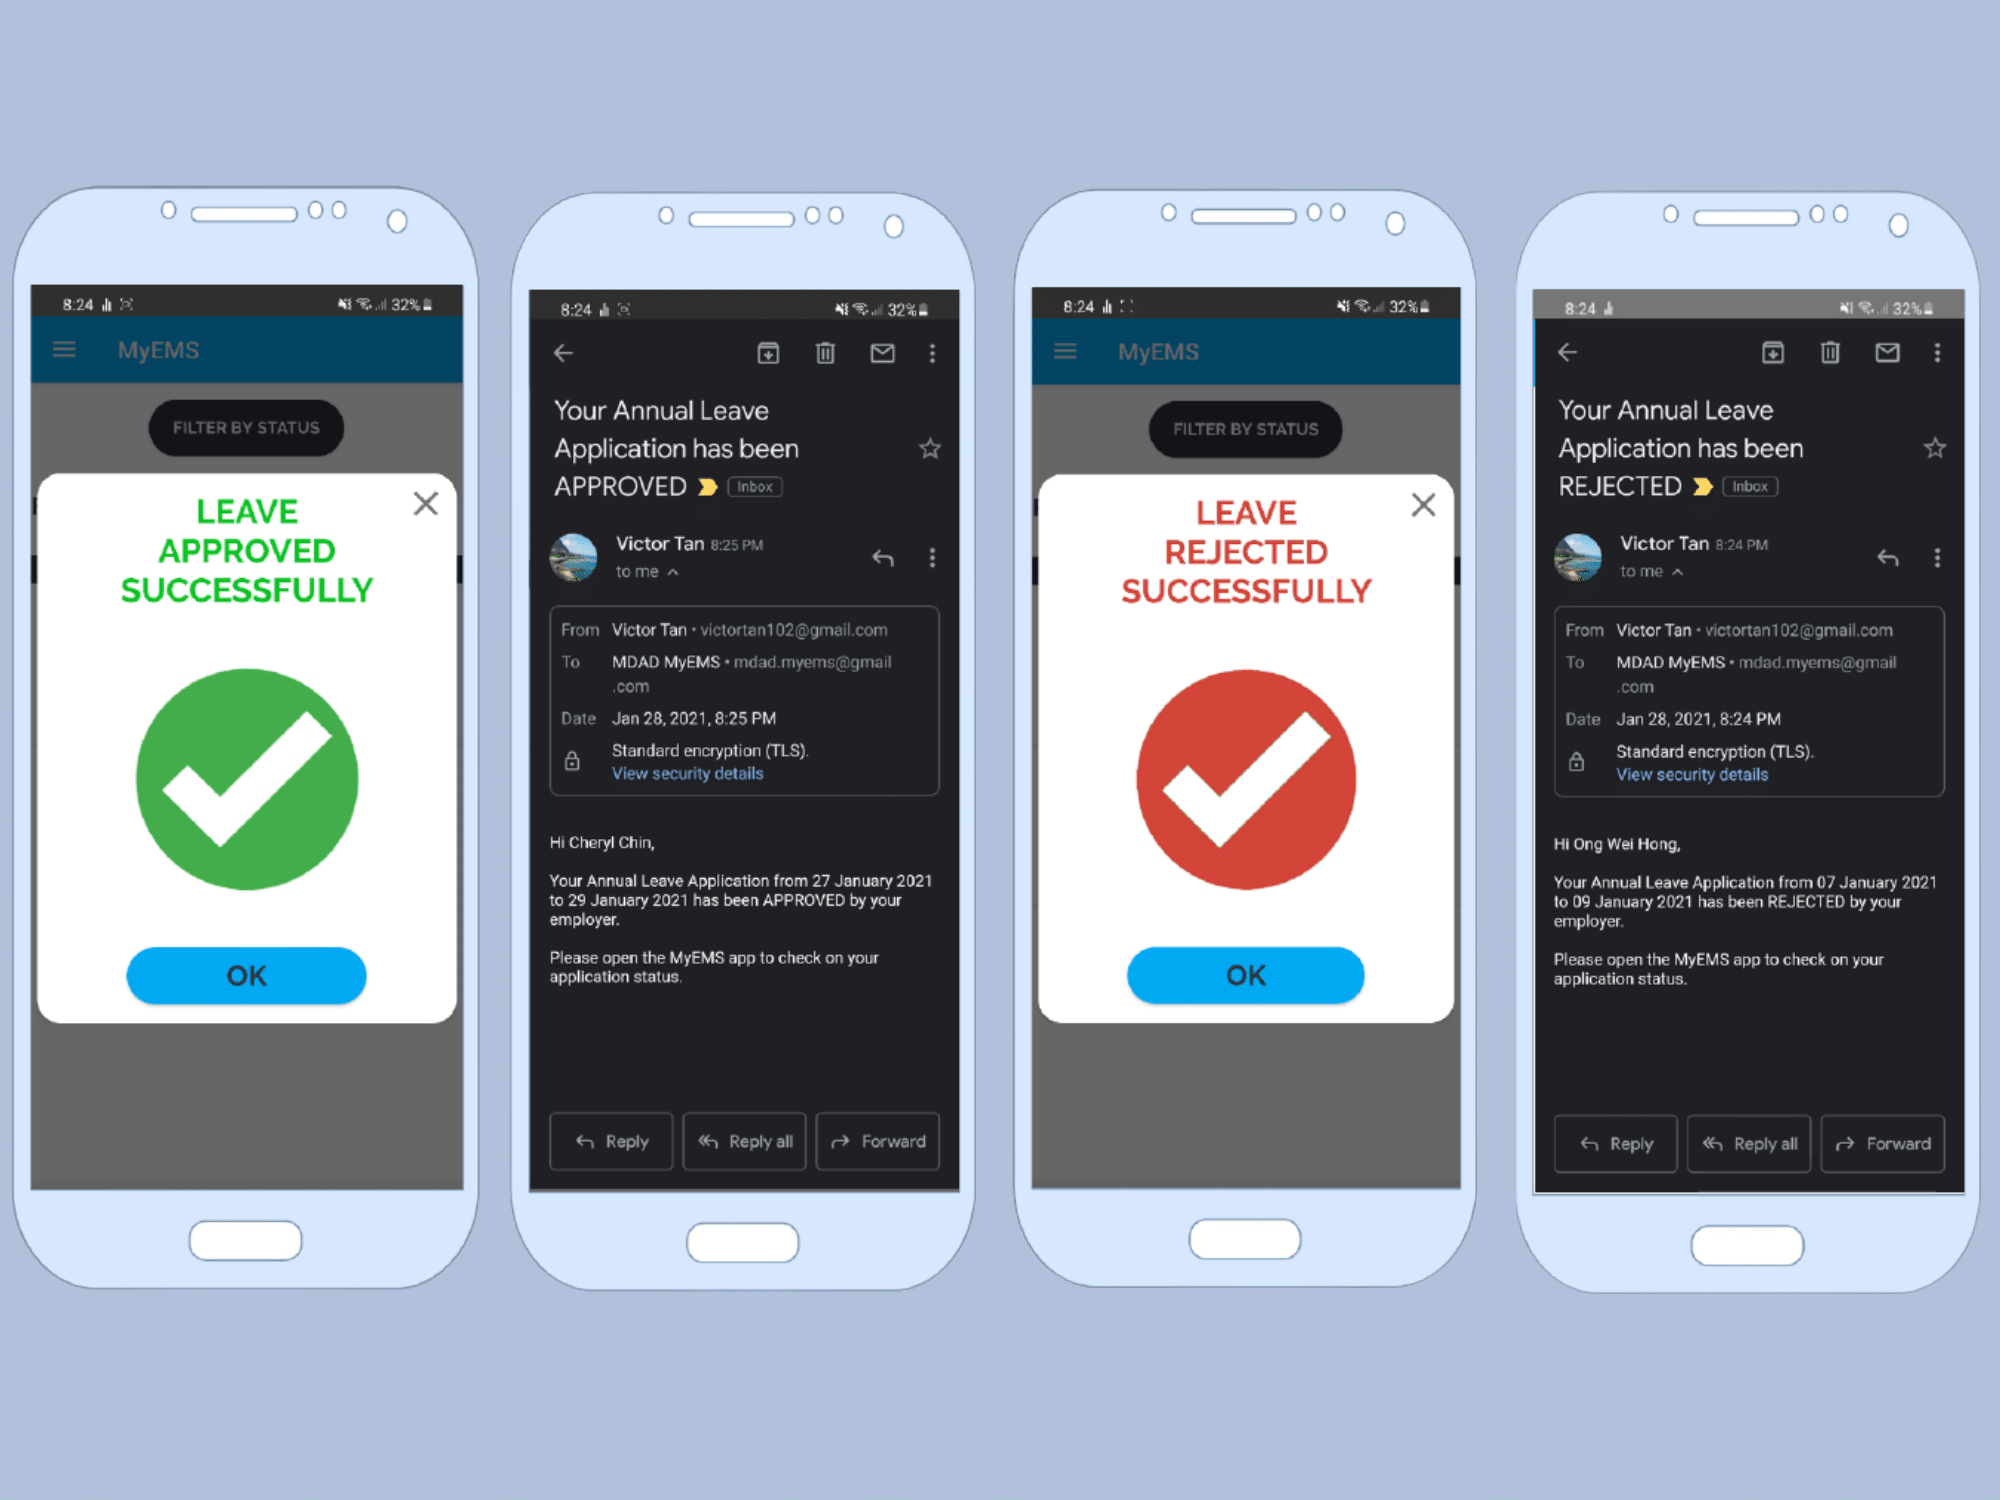 8:24
32%
MyEMS
FILTER BY STATUS
LEAVE
APPROVED
SUCCESSFULLY
OK
8:24
32%
Your Annual Leave
Application has been
APPROVED Inbox
Victor Tan 8:25 PM
to me
From Victor Tan • victortan102@gmail.com
To MDAD MyEMS • mdad.myems@gmail
.com
Date Jan 28, 2021, 8:25 PM
Standard encryption (TLS).
View security details
Hi Cheryl Chin,
Your Annual Leave Application from 27 January 2021
to 29 January 2021 has been APPROVED by your
employer.
Please open the MyEMS app to check on your
application status.
Reply
Reply all
Forward
8:24
32%
MyEMS
FILTER BY STATUS
LEAVE
REJECTED
SUCCESSFULLY
OK
8:24
32%
Your Annual Leave
Application has been
REJECTED Inbox
Victor Tan 8:24 PM
to me
From Victor Tan • victortan102@gmail.com
To MDAD MyEMS • mdad.myems@gmail
.com
Date Jan 28, 2021, 8:24 PM
Standard encryption (TLS).
View security details
Hi Ong Wei Hong,
Your Annual Leave Application from 07 January 2021
to 09 January 2021 has been REJECTED by your
employer.
Please open the MyEMS app to check on your
application status.
Reply
Reply all
Forward